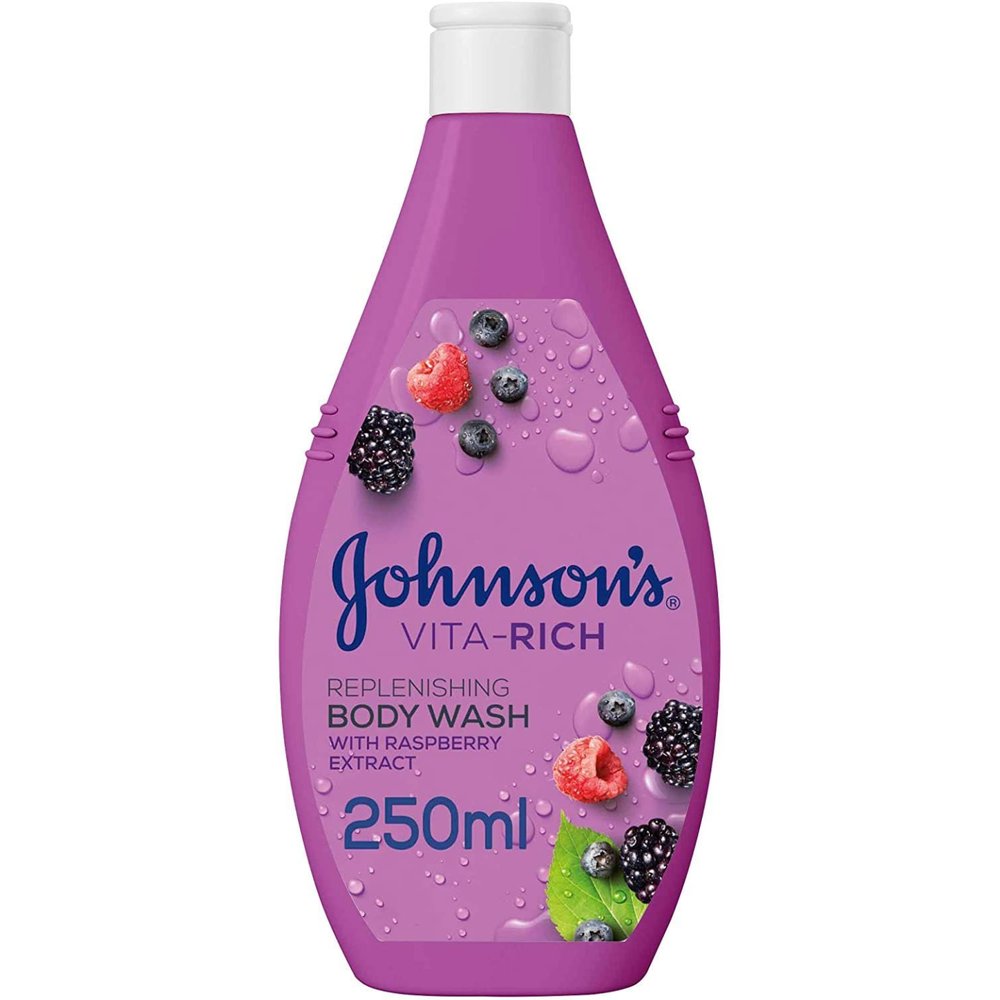 Johnson's®
VITA-RICH
REPLENISHING
BODY WASH
WITH RASPBERRY
EXTRACT
250ml